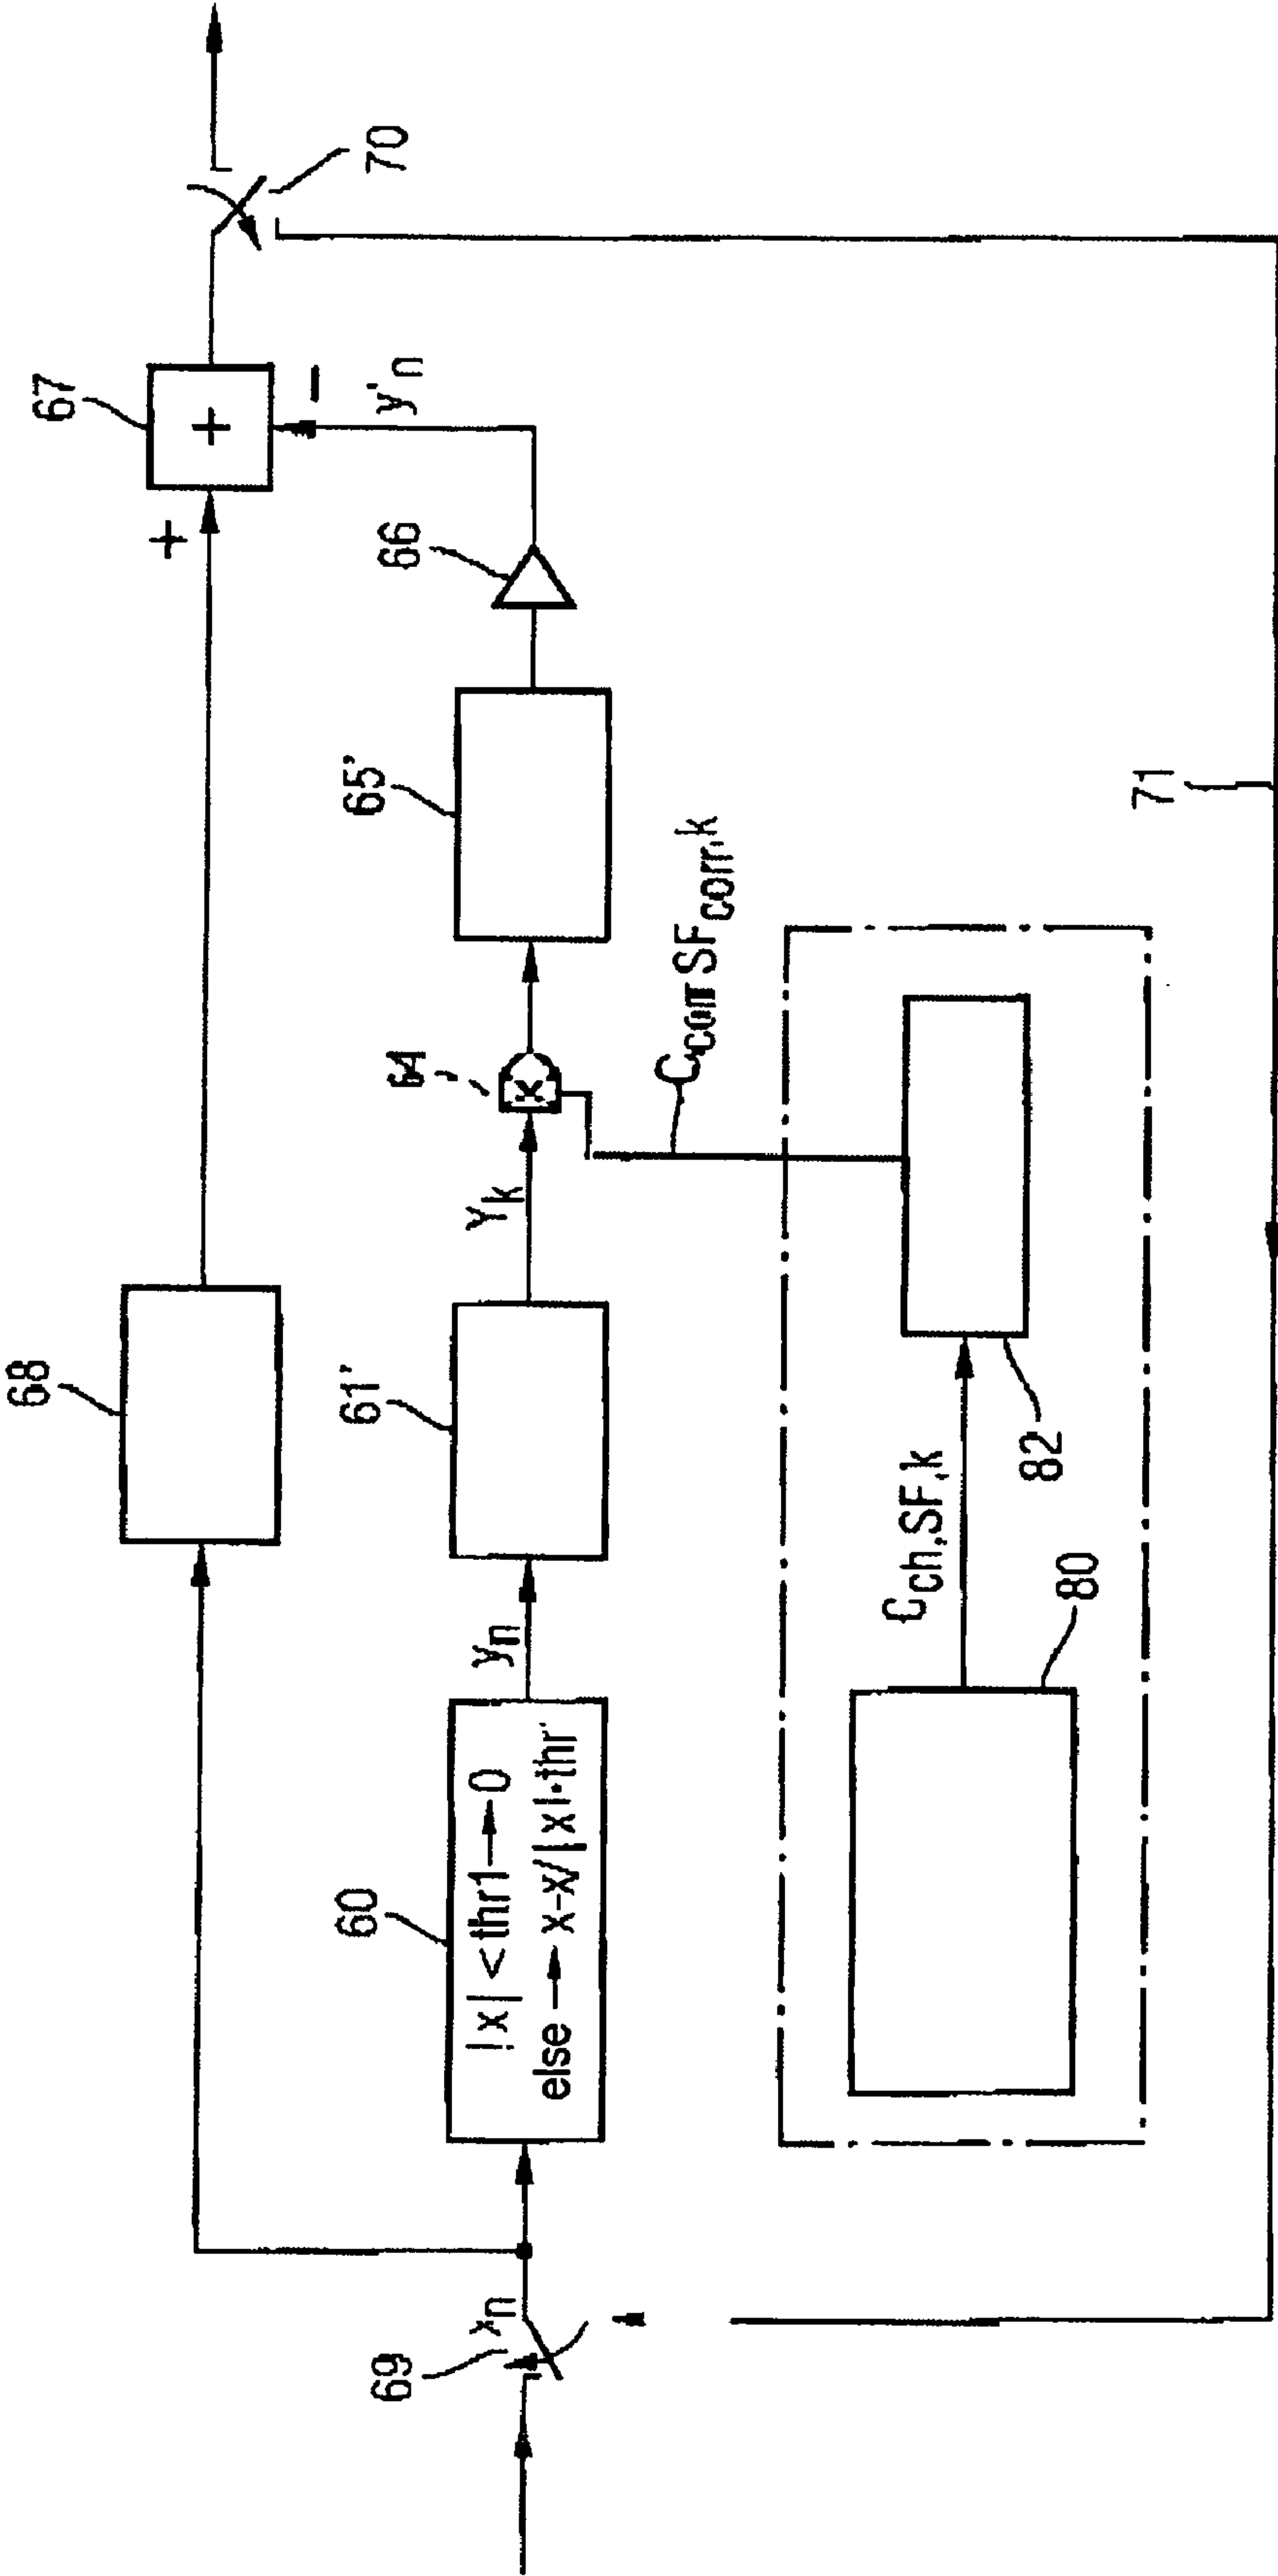 68
67
70
+
+
−
y'n
69
xn
60
|x| < thr1 → 0
else → x-x/|x|·thr
yn
61'
Yk
64
x
65'
66
80
Cch,SF,k
82
Ccorr SFcorr,k
71